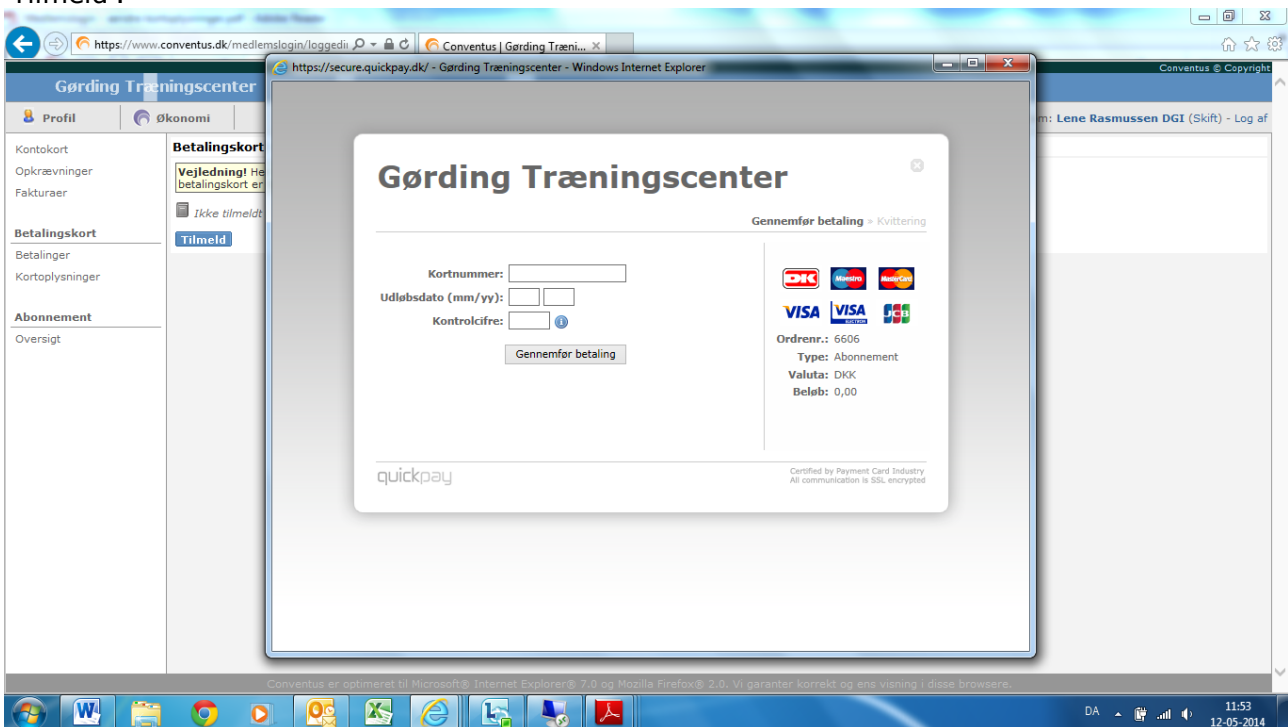 Tilmeld .
https://www.conventus.dk/medlemslogin/loggedii
Conventus | Gørding Træni...
https://secure.quickpay.dk/ - Gørding Træningscenter - Windows Internet Explorer
Conventus © Copyright
Gørding Træningscenter
Profil
Økonomi
m: Lene Rasmussen DGI (Skift) - Log af
Kontokort
Opkrævninger
Fakturaer
Betalingskort
Betalinger
Kortoplysninger
Abonnement
Oversigt
Betalingskort
Vejledning! He
betalingskort er
Ikke tilmeldt
Tilmeld
Gørding Træningscenter
Gennemfør betaling » Kvittering
Kortnummer:
Udløbsdato (mm/yy):
Kontrolcifre:
Gennemfør betaling
DK Maestro MasterCard
VISA VISA ELECTRON JCB
Ordrenr.: 6606
Type: Abonnement
Valuta: DKK
Beløb: 0,00
quickpay
Certified by Payment Card Industry
All communication is SSL encrypted
Conventus er optimeret til Microsoft® Internet Explorer® 7.0 og Mozilla Firefox® 2.0. Vi garanter korrekt og ens visning i disse browsere.
DA
11:53
12-05-2014